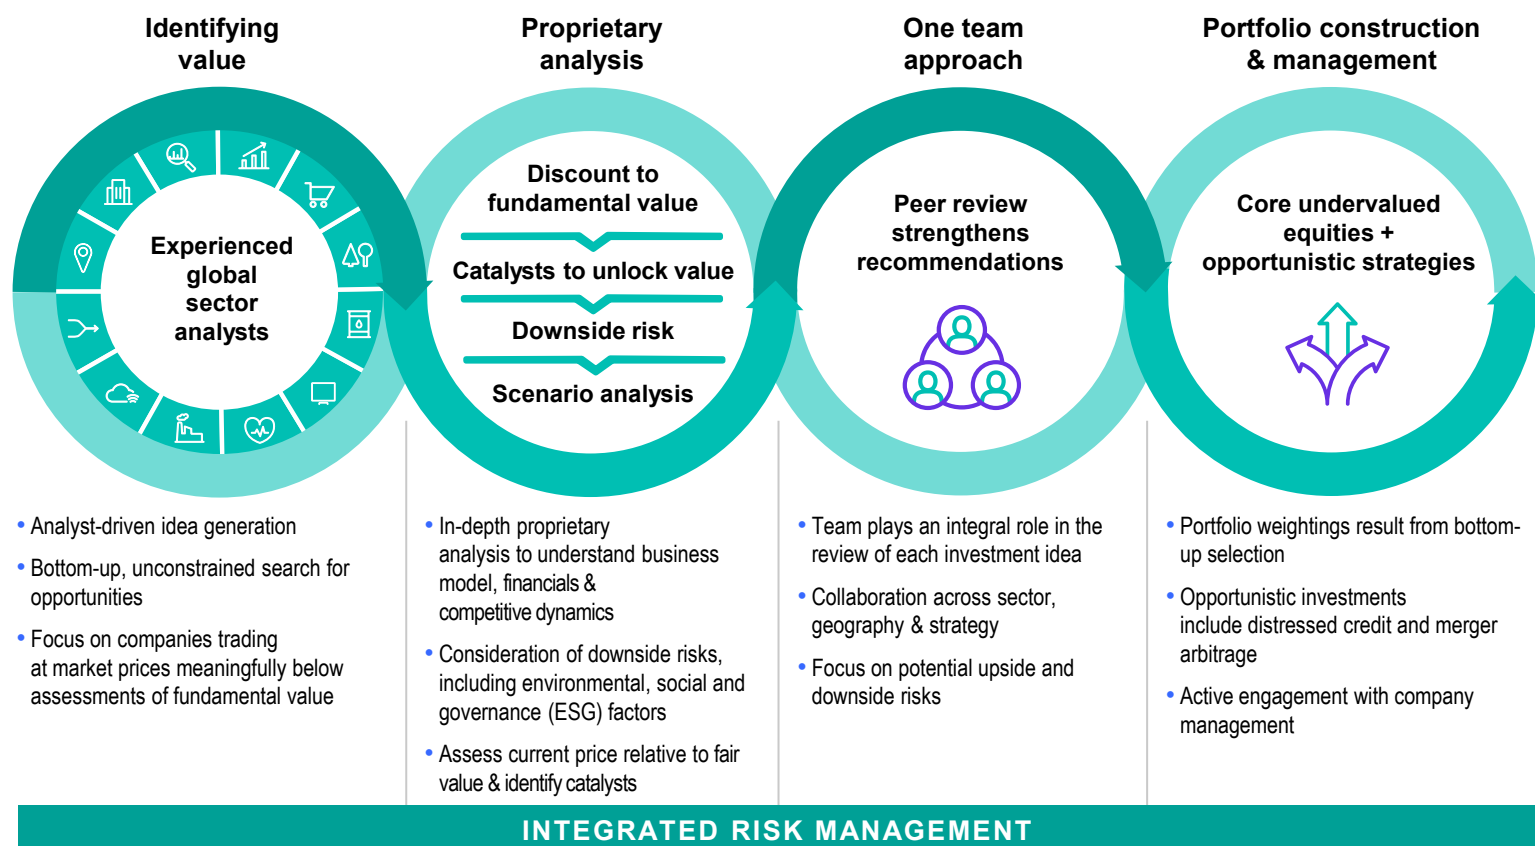 Identifying
value
Experienced
global
sector
analysts
• Analyst-driven idea generation
• Bottom-up, unconstrained search for
opportunities
• Focus on companies trading
at market prices meaningfully below
assessments of fundamental value
Proprietary
analysis
Discount to
fundamental value
Catalysts to unlock value
Downside risk
Scenario analysis
• In-depth proprietary
analysis to understand business
model, financials &
competitive dynamics
• Consideration of downside risks,
including environmental, social and
governance (ESG) factors
• Assess current price relative to fair
value & identify catalysts
One team
approach
Peer review
strengthens
recommendations
• Team plays an integral role in the
review of each investment idea
• Collaboration across sector,
geography & strategy
• Focus on potential upside and
downside risks
Portfolio construction
& management
Core undervalued
equities +
opportunistic strategies
• Portfolio weightings result from bottom-
up selection
• Opportunistic investments
include distressed credit and merger
arbitrage
• Active engagement with company
management
INTEGRATED RISK MANAGEMENT